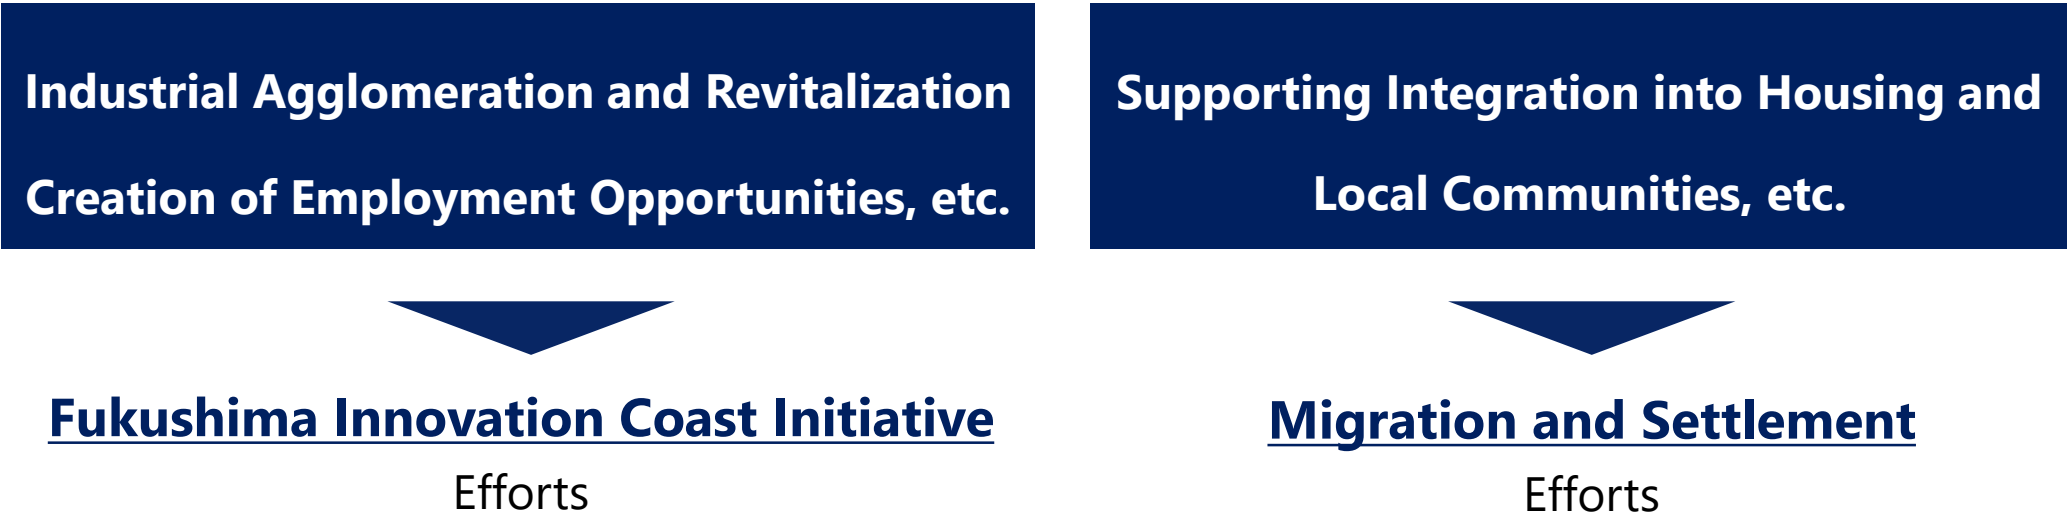 Industrial Agglomeration and Revitalization
Creation of Employment Opportunities, etc.
Fukushima Innovation Coast Initiative
Efforts
Supporting Integration into Housing and
Local Communities, etc.
Migration and Settlement
Efforts